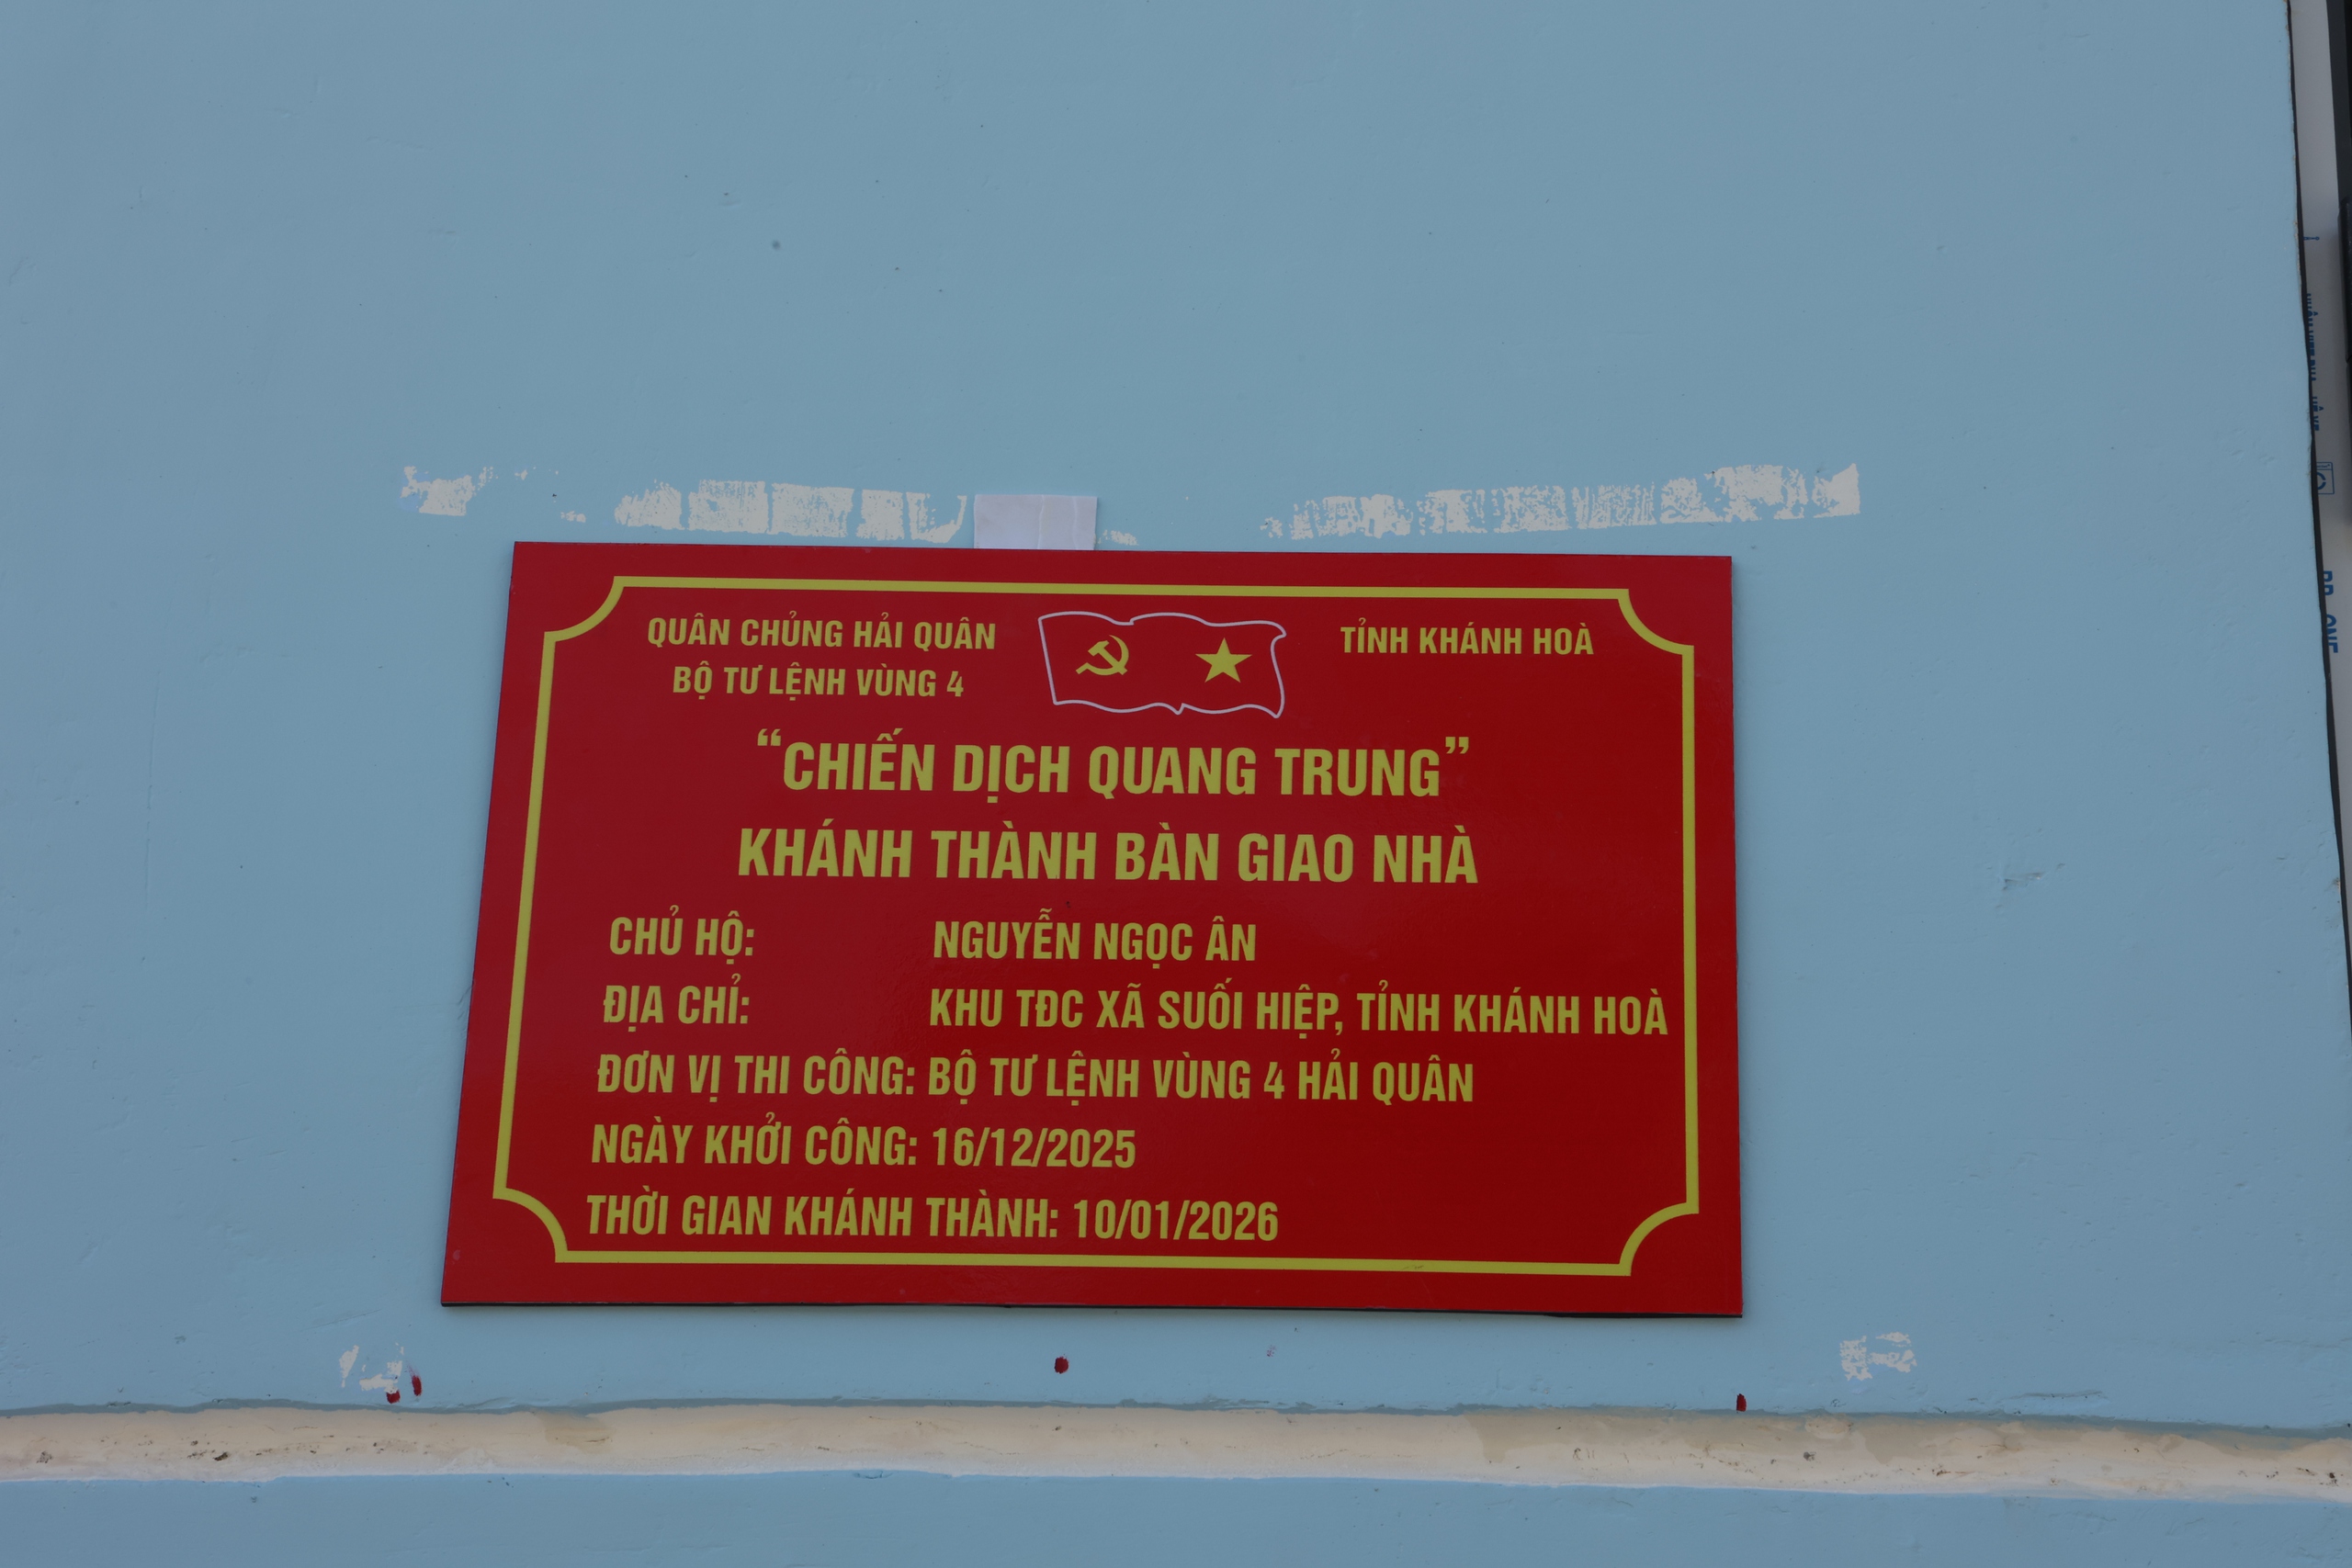 QUÂN CHỦNG HẢI QUÂN
BỘ TƯ LỆNH VÙNG 4
TỈNH KHÁNH HOÀ
“CHIẾN DỊCH QUANG TRUNG”
KHÁNH THÀNH BÀN GIAO NHÀ
CHỦ HỘ: NGUYỄN NGỌC ÂN
ĐỊA CHỈ: KHU TĐC XÃ SUỐI HIỆP, TỈNH KHÁNH HOÀ
ĐƠN VỊ THI CÔNG: BỘ TƯ LỆNH VÙNG 4 HẢI QUÂN
NGÀY KHỞI CÔNG: 16/12/2025
THỜI GIAN KHÁNH THÀNH: 10/01/2026